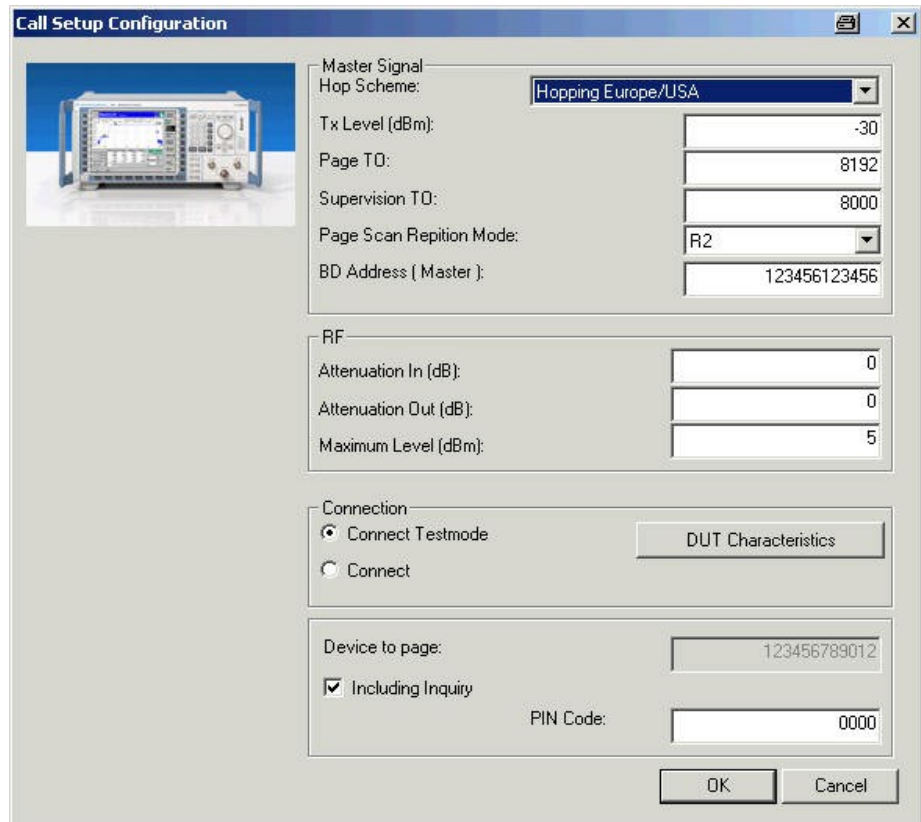 Call Setup Configuration
Master Signal
Hop Scheme: Hopping Europe/USA
Tx Level (dBm): -30
Page TO: 8192
Supervision TO: 8000
Page Scan Repition Mode: R2
BD Address ( Master ): 123456123456
RF
Attenuation In (dB): 0
Attenuation Out (dB): 0
Maximum Level (dBm): 5
Connection
Connect Testmode
DUT Characteristics
Connect
Device to page: 123456789012
Including Inquiry
PIN Code: 0000
OK Cancel